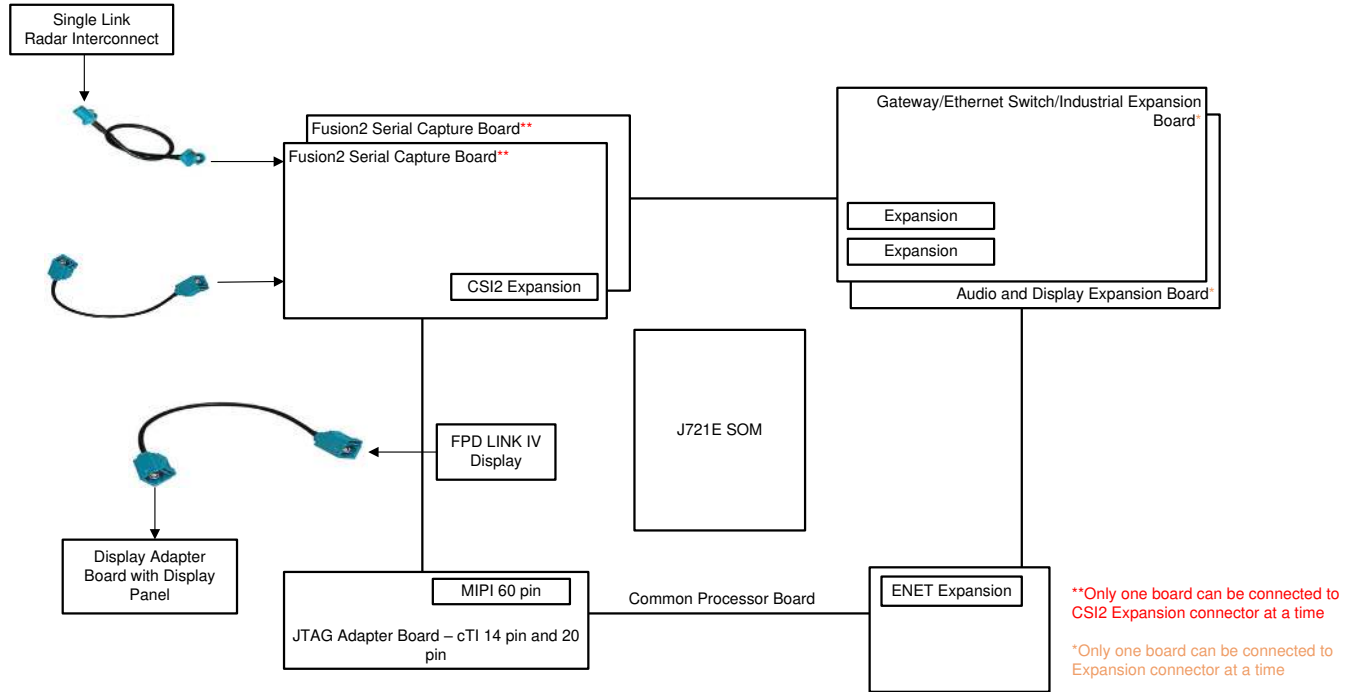 Single Link
Radar Interconnect
Fusion2 Serial Capture Board**
Fusion2 Serial Capture Board**
CSI2 Expansion
Gateway/Ethernet Switch/Industrial Expansion
Board*
Expansion
Expansion
Audio and Display Expansion Board*
J721E SOM
FPD LINK IV
Display
Display Adapter
Board with Display
Panel
MIPI 60 pin
JTAG Adapter Board – cTI 14 pin and 20
pin
Common Processor Board
ENET Expansion
**Only one board can be connected to
CSI2 Expansion connector at a time
*Only one board can be connected to
Expansion connector at a time